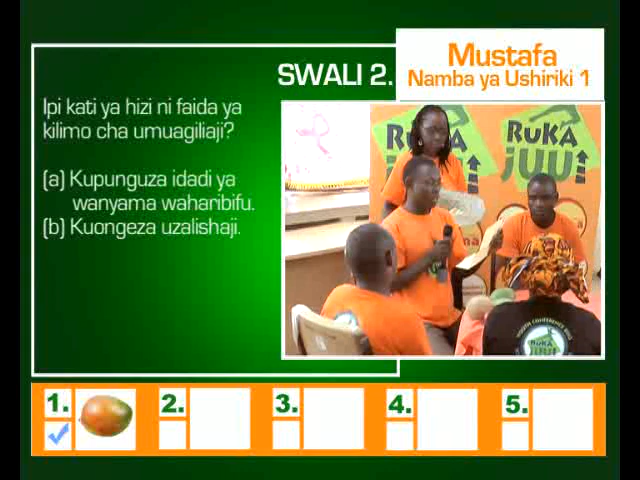 SWALI 2.
Mustafa
Namba ya Ushiriki 1
Ipi kati ya hizi ni faida ya
kilimo cha umuagiliaji?
(a) Kupunguza idadi ya
wanyama waharibifu.
(b) Kuongeza uzalishaji.
RUKA
JUU
RUKA
JUU
RUKA
JUU
1.
2.
3.
4.
5.